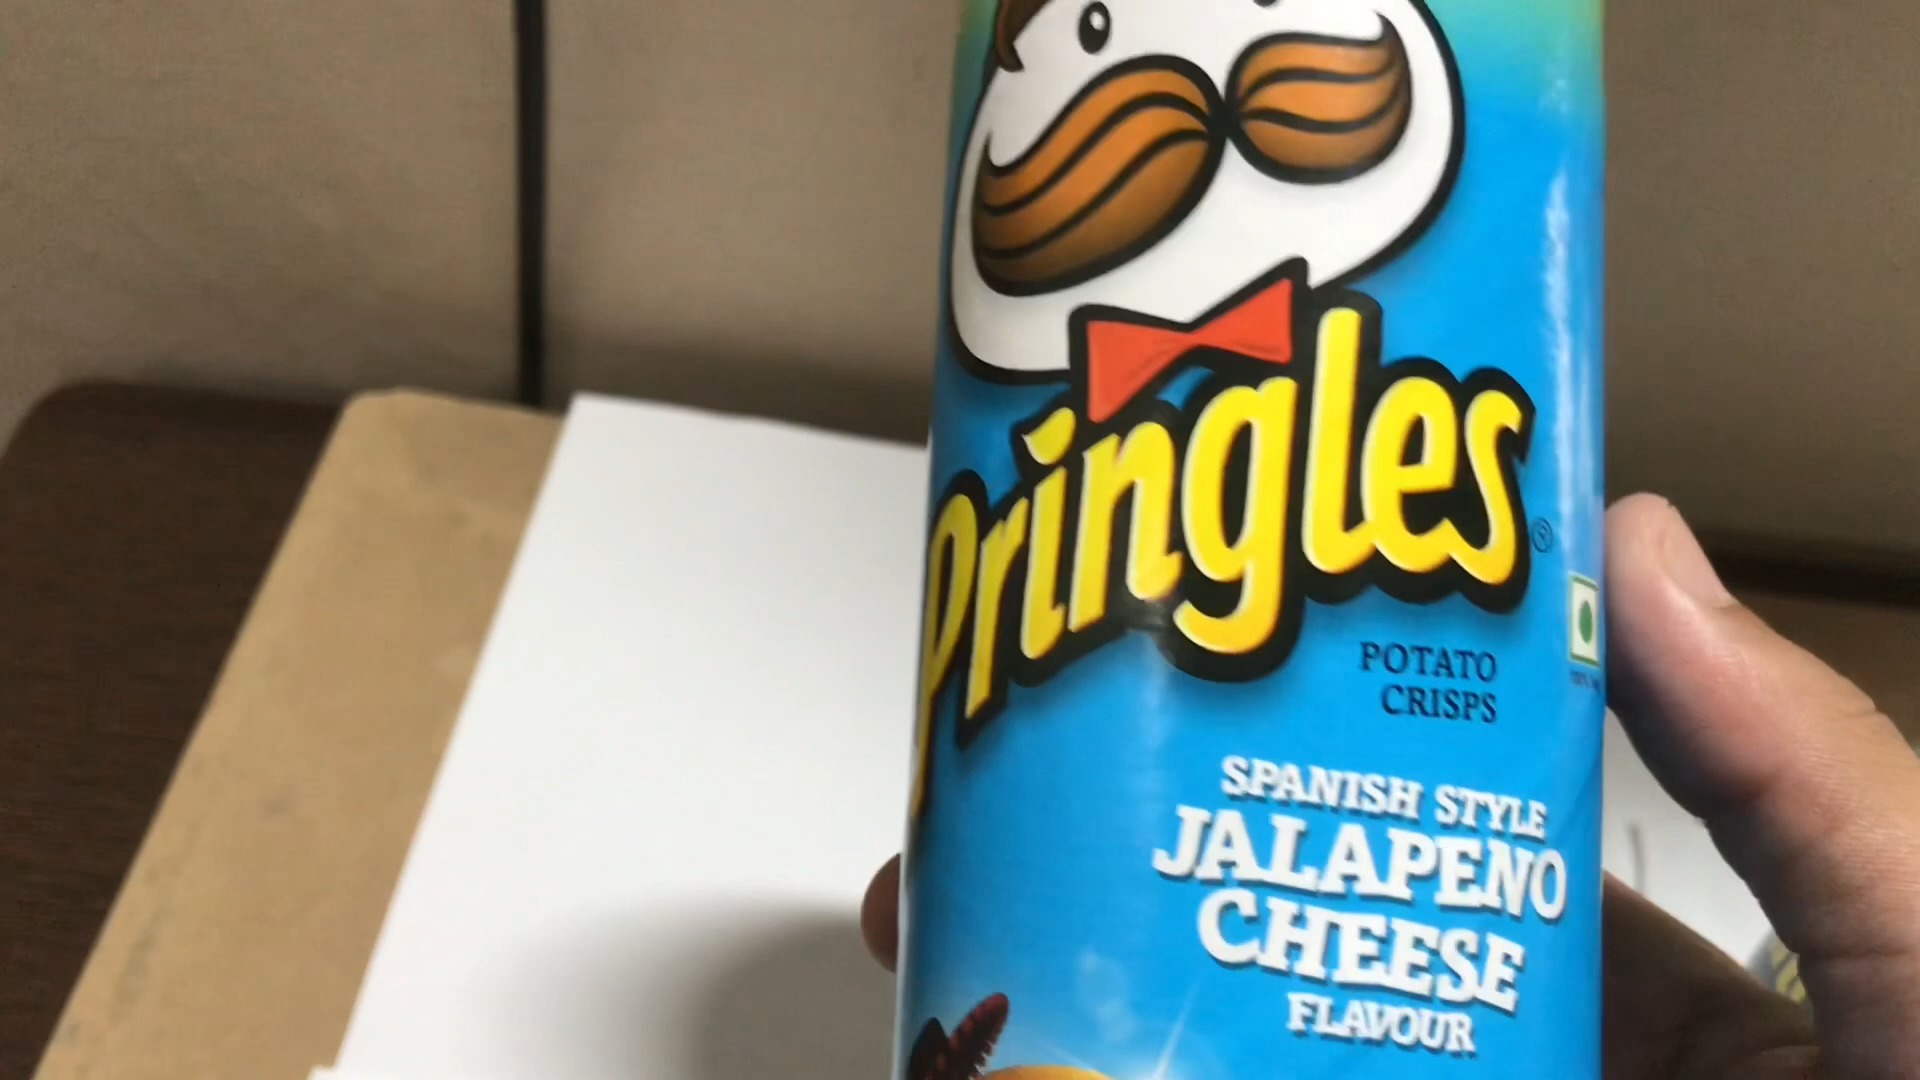 Pringles®
POTATO
CRISPS
SPANISH STYLE
JALAPENO
CHEESE
FLAVOUR